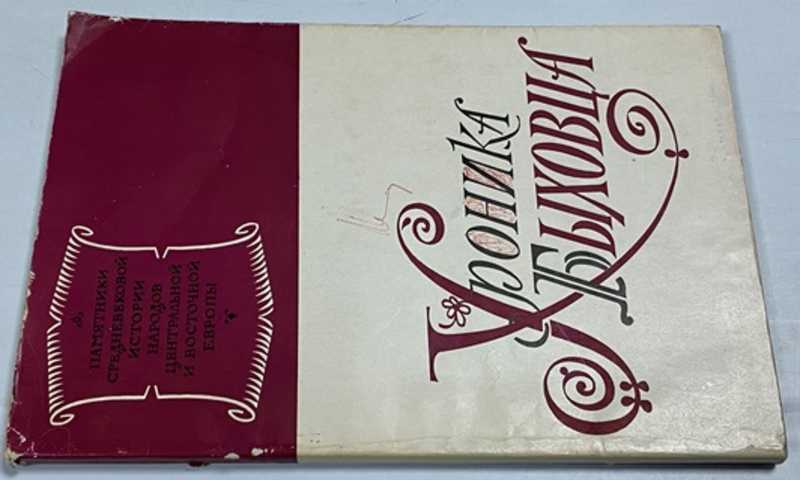 ПАМЯТНИКИ
СРЕДНЕВЕКОВОЙ
ИСТОРИИ
НАРОДОВ
ЦЕНТРАЛЬНОЙ
И ВОСТОЧНОЙ
ЕВРОПЫ
ХРОНИКА
БЫХОВЦА